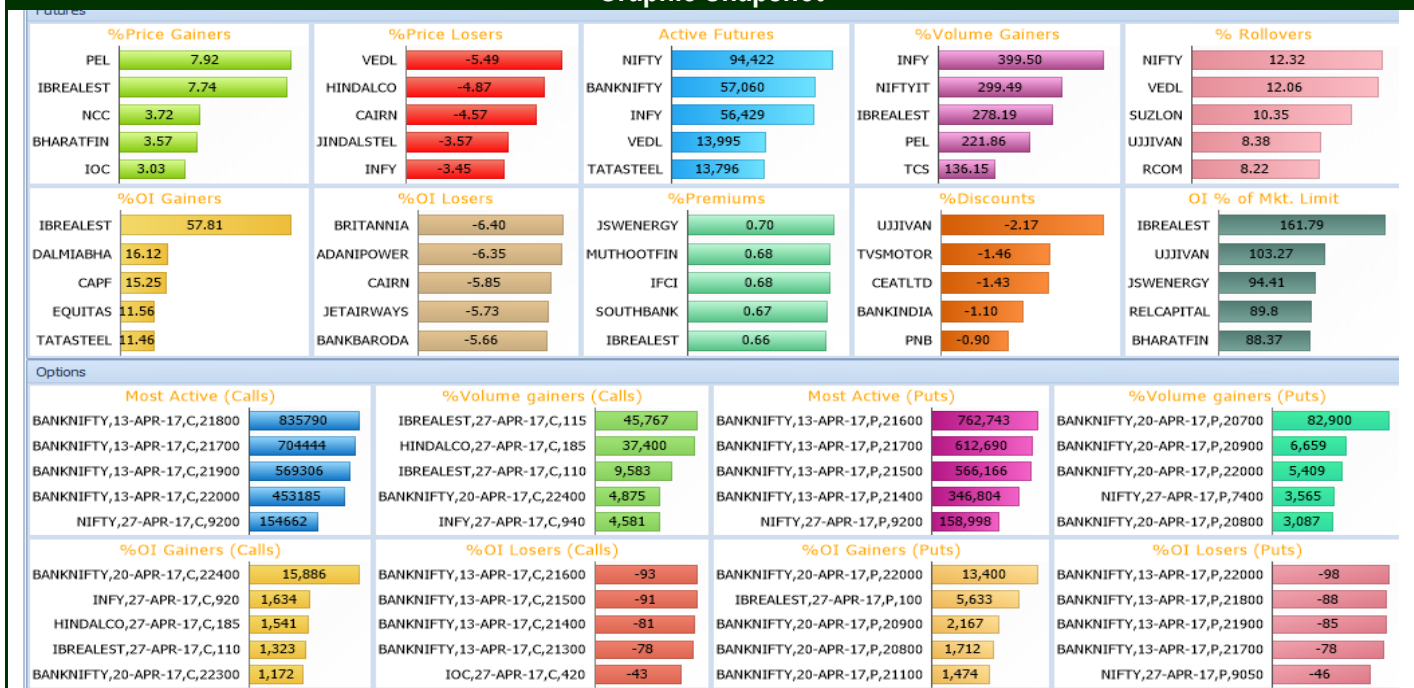 Graphic Snapshot
Futures
%Price Gainers
PEL 7.92
IBREALEST 7.74
NCC 3.72
BHARATFIN 3.57
IOC 3.03
%Price Losers
VEDL -5.49
HINDALCO -4.87
CAIRN -4.57
JINDALSTEL -3.57
INFY -3.45
Active Futures
NIFTY 94,422
BANKNIFTY 57,060
INFY 56,429
VEDL 13,995
TATASTEEL 13,796
%Volume Gainers
INFY 399.50
NIFTYIT 299.49
IBREALEST 278.19
PEL 221.86
TCS 136.15
% Rollovers
NIFTY 12.32
VEDL 12.06
SUZLON 10.35
UJJIVAN 8.38
RCOM 8.22
%OI Gainers
IBREALEST 57.81
DALMIABHA 16.12
CAPF 15.25
EQUITAS 11.56
TATASTEEL 11.46
%OI Losers
BRITANNIA -6.40
ADANIPOWER -6.35
CAIRN -5.85
JETAIRWAYS -5.73
BANKBARODA -5.66
%Premiums
JSWENERGY 0.70
MUTHOOTFIN 0.68
IFCI 0.68
SOUTHBANK 0.67
IBREALEST 0.66
%Discounts
UJJIVAN -2.17
TVSMOTOR -1.46
CEATLTD -1.43
BANKINDIA -1.10
PNB -0.90
OI % of Mkt. Limit
IBREALEST 161.79
UJJIVAN 103.27
JSWENERGY 94.41
RELCAPITAL 89.8
BHARATFIN 88.37
Options
Most Active (Calls)
BANKNIFTY,13-APR-17,C,21800 835790
BANKNIFTY,13-APR-17,C,21700 704444
BANKNIFTY,13-APR-17,C,21900 569306
BANKNIFTY,13-APR-17,C,22000 453185
NIFTY,27-APR-17,C,9200 154662
%Volume gainers (Calls)
IBREALEST,27-APR-17,C,115 45,767
HINDALCO,27-APR-17,C,185 37,400
IBREALEST,27-APR-17,C,110 9,583
BANKNIFTY,20-APR-17,C,22400 4,875
INFY,27-APR-17,C,940 4,581
Most Active (Puts)
BANKNIFTY,13-APR-17,P,21600 762,743
BANKNIFTY,13-APR-17,P,21700 612,690
BANKNIFTY,13-APR-17,P,21500 566,166
BANKNIFTY,13-APR-17,P,21400 346,804
NIFTY,27-APR-17,P,9200 158,998
%Volume gainers (Puts)
BANKNIFTY,20-APR-17,P,20700 82,900
BANKNIFTY,20-APR-17,P,20900 6,659
BANKNIFTY,20-APR-17,P,22000 5,409
NIFTY,27-APR-17,P,7400 3,565
BANKNIFTY,20-APR-17,P,20800 3,087
%OI Gainers (Calls)
BANKNIFTY,20-APR-17,C,22400 15,886
INFY,27-APR-17,C,920 1,634
HINDALCO,27-APR-17,C,185 1,541
IBREALEST,27-APR-17,C,110 1,323
BANKNIFTY,20-APR-17,C,22300 1,172
%OI Losers (Calls)
BANKNIFTY,13-APR-17,C,21600 -93
BANKNIFTY,13-APR-17,C,21500 -91
BANKNIFTY,13-APR-17,C,21400 -81
BANKNIFTY,13-APR-17,C,21300 -78
IOC,27-APR-17,C,420 -43
%OI Gainers (Puts)
BANKNIFTY,20-APR-17,P,22000 13,400
IBREALEST,27-APR-17,P,100 5,633
BANKNIFTY,20-APR-17,P,20900 2,167
BANKNIFTY,20-APR-17,P,20800 1,712
BANKNIFTY,20-APR-17,P,21100 1,474
%OI Losers (Puts)
BANKNIFTY,13-APR-17,P,22000 -98
BANKNIFTY,13-APR-17,P,21800 -88
BANKNIFTY,13-APR-17,P,21900 -85
BANKNIFTY,13-APR-17,P,21700 -78
NIFTY,27-APR-17,P,9050 -46